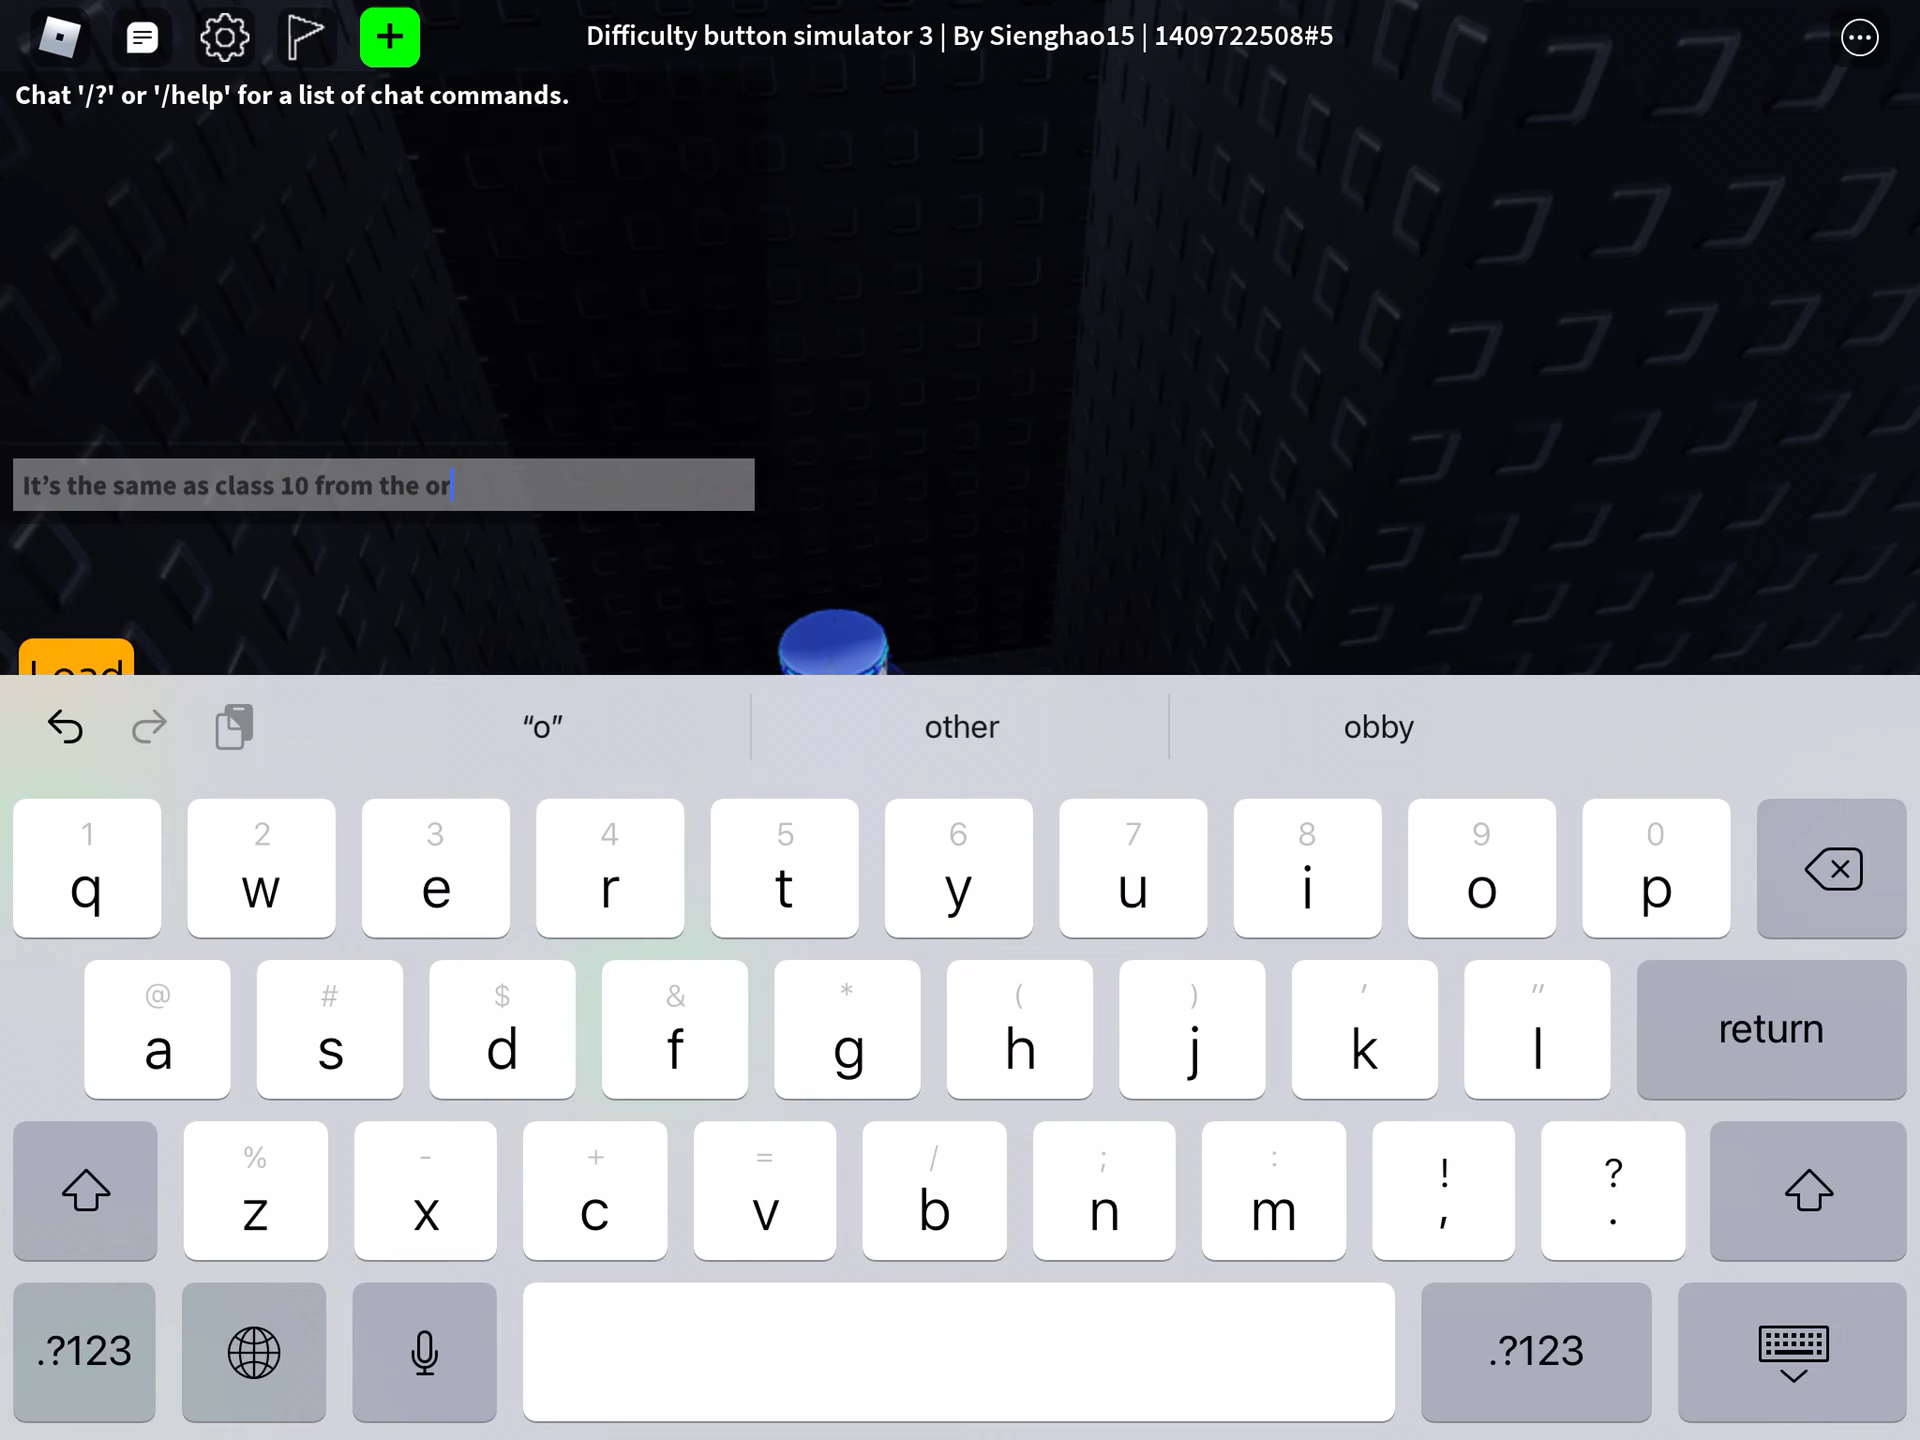 Difficulty button simulator 3 | By Sienghao15 | 1409722508#5
Chat '/?' or '/help' for a list of chat commands.
It’s the same as class 10 from the or
Load
“o” other obby
1 2 3 4 5 6 7 8 9 0
q w e r t y u i o p
@ # $ & * ( ) ' "
a s d f g h j k l return
% - + = / ; : ! ?
z x c v b n m , .
.?123 .?123